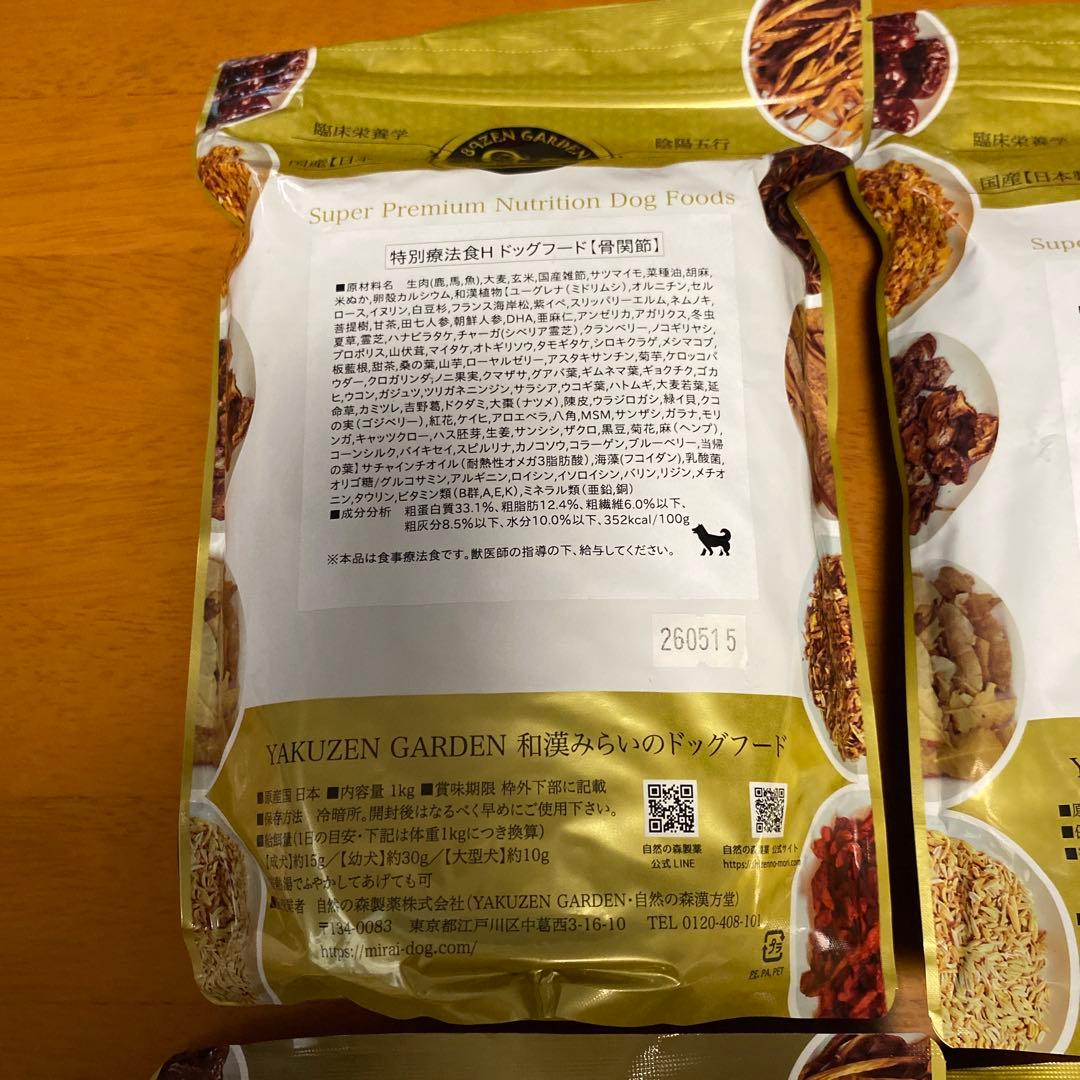 臨床栄養学
YAKUZEN GARDEN
陰陽五行
臨床栄養学
国産【日本
国産【日本製
Super Premium Nutrition Dog Foods
特別療法食H ドッグフード【骨関節】
■原材料名 生肉(鹿,馬,魚),大麦,玄米,国産雑節,サツマイモ,菜種油,胡麻,
米ぬか,卵殻カルシウム,和漢植物【ユーグレナ(ミドリムシ),オルニチン,セル
ロース,イヌリン,白豆杉,フランス海岸松,紫イペ,スリッパリーエルム,ネムノキ,
菩提樹,甘茶,田七人参,朝鮮人参,DHA,亜麻仁,アンゼリカ,アガリクス,冬虫
夏草,霊芝,ハナビラタケ,チャーガ(シベリア霊芝),クランベリー,ノコギリヤシ,
プロポリス,山伏茸,マイタケ,オトギリソウ,タモギタケ,シロキクラゲ,メシマコブ,
板藍根,甜茶,桑の葉,山芋,ローヤルゼリー,アスタキサンチン,菊芋,ケロッコパ
ウダー,クロガリンダ,ノニ果実,クマザサ,グアバ葉,ギムネマ葉,ギョクチク,ゴカ
ヒ,ウコン,ガジュツ,ツリガネニンジン,サラシア,ウコギ葉,ハトムギ,大麦若葉,延
命草,カミツレ,吉野葛,ドクダミ,大棗(ナツメ),陳皮,ウラジロガシ,緑イ貝,クコ
の実(ゴジベリー),紅花,ケイヒ,アロエベラ,八角,MSM,サンザシ,ガラナ,モリ
ンガ,キャッツクロー,ハス胚芽,生姜,サンシシ,ザクロ,黒豆,菊花,麻(ヘンプ),
コーンシルク,バイキセイ,スピルリナ,カノコソウ,コラーゲン,ブルーベリー,当帰
の葉】サチャインチオイル(耐熱性オメガ3脂肪酸),海藻(フコイダン),乳酸菌,
オリゴ糖/グルコサミン,アルギニン,ロイシン,イソロイシン,バリン,リジン,メチオ
ニン,タウリン,ビタミン類(B群,A,E,K),ミネラル類(亜鉛,銅)
■成分分析 粗蛋白質33.1%、粗脂肪12.4%、粗繊維6.0%以下、
粗灰分8.5%以下、水分10.0%以下、352kcal/100g
※本品は食事療法食です。獣医師の指導の下、給与してください。
260515
YAKUZEN GARDEN 和漢みらいのドッグフード
■原産国 日本 ■内容量 1kg ■賞味期限 枠外下部に記載
■保存方法 冷暗所。開封後はなるべく早めにご使用下さい。
■給餌量(1日の目安・下記は体重1kgにつき換算)
【成犬】約15g/【幼犬】約30g/【大型犬】約10g
でふやかしてあげても可
自然の森製薬株式会社(YAKUZEN GARDEN・自然の森漢方堂)
〒134-0083 東京都江戸川区中葛西3-16-10 TEL 0120-408-101
https://mirai-dog.com/
自然の森製薬
公式 LINE
自然の森製薬 公式サイト
プラ
PE, PA, PET